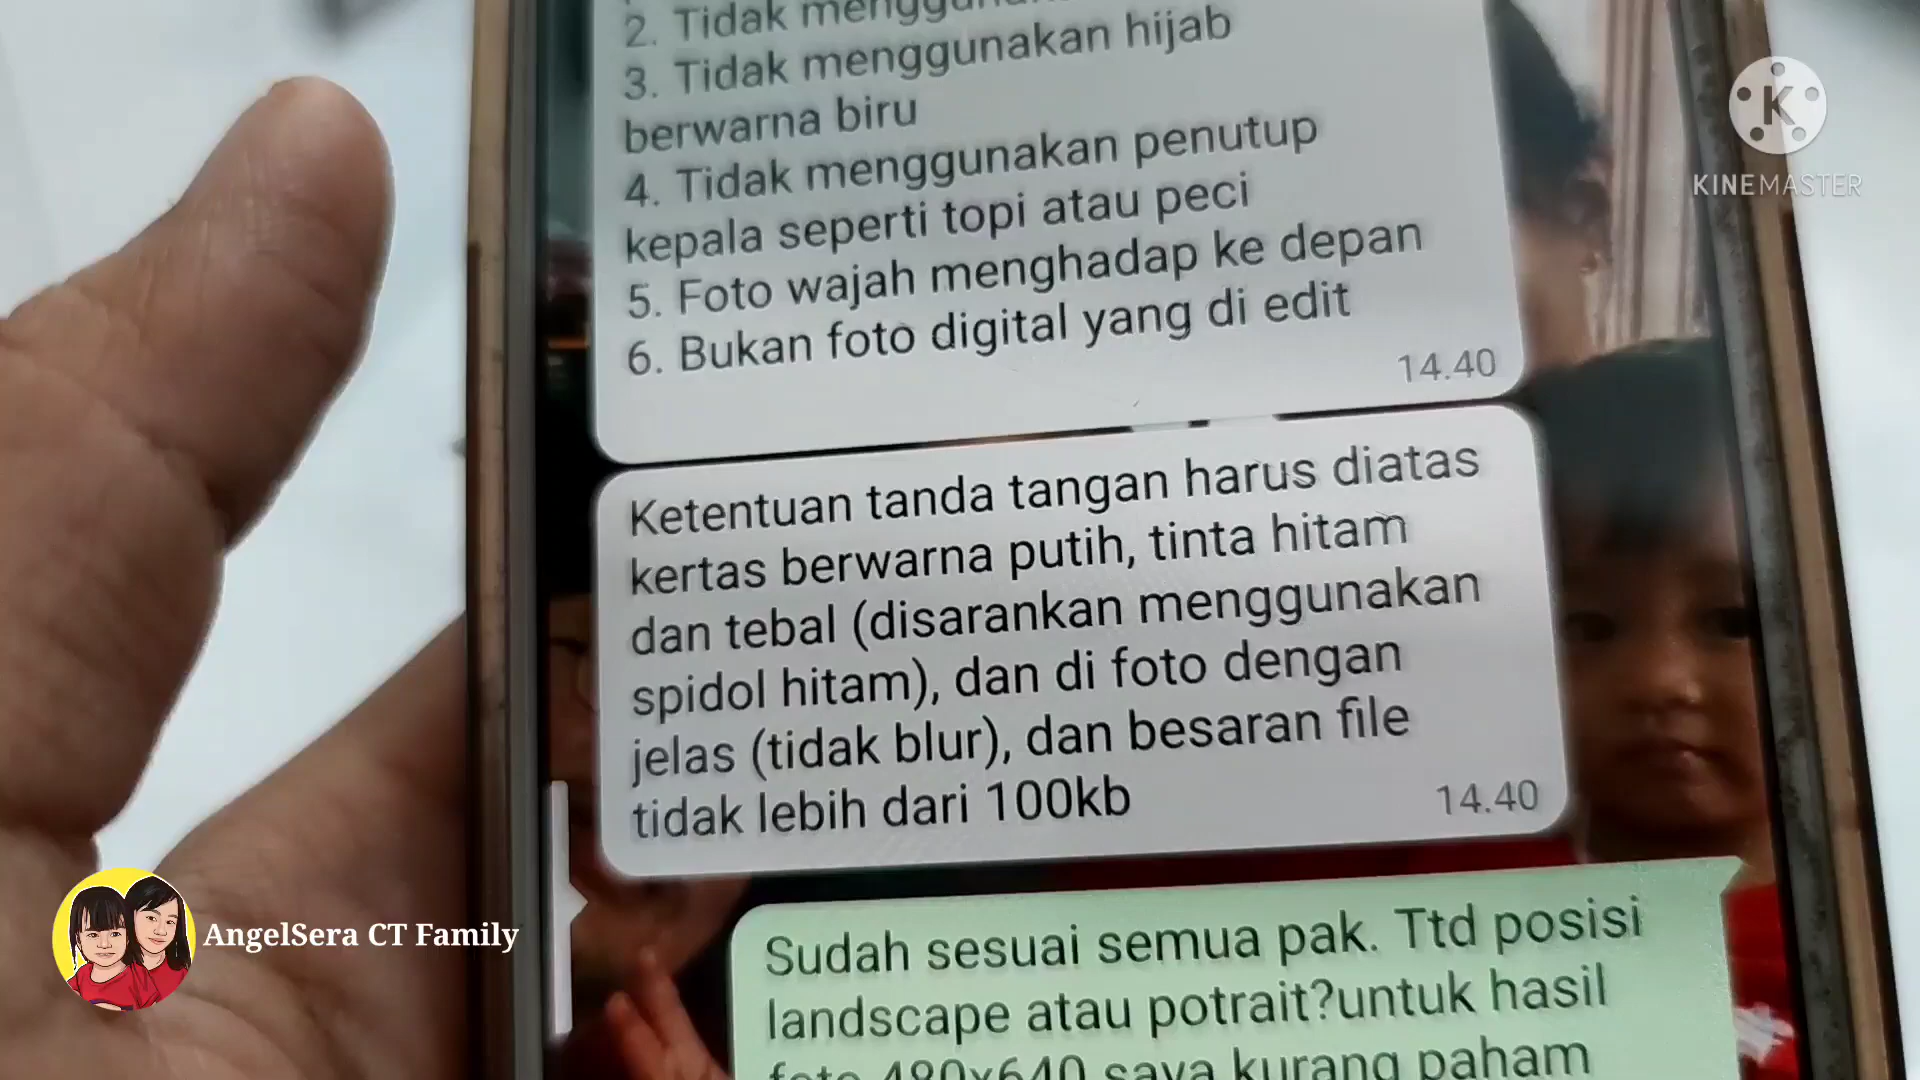 2. Tidak
3. Tidak menggunakan hijab
berwarna biru
4. Tidak menggunakan penutup
kepala seperti topi atau peci
5. Foto wajah menghadap ke depan
6. Bukan foto digital yang di edit
14.40
Ketentuan tanda tangan harus diatas
kertas berwarna putih, tinta hitam
dan tebal (disarankan menggunakan
spidol hitam), dan di foto dengan
jelas (tidak blur), dan besaran file
tidak lebih dari 100kb
14.40
Sudah sesuai semua pak. Ttd posisi
landscape atau potrait?untuk hasil
foto 480x640 saya kurang paham
K
KINEMASTER
AngelSera CT Family